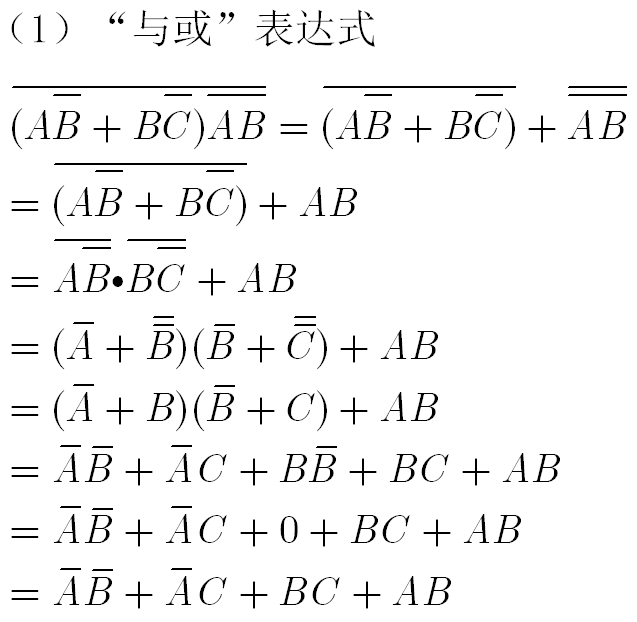 (1)“与或”表达式
$\overline{(A\overline{B} + B\overline{C})\overline{AB}} = \overline{(A\overline{B} + B\overline{C})} + \overline{\overline{AB}}$
$= \overline{(A\overline{B} + B\overline{C})} + AB$
$= \overline{A\overline{B}} • \overline{B\overline{C}} + AB$
$= (\overline{A} + \overline{\overline{B}})(\overline{B} + \overline{\overline{C}}) + AB$
$= (\overline{A} + B)(\overline{B} + C) + AB$
$= \overline{A}\,\overline{B} + \overline{A}C + B\overline{B} + BC + AB$
$= \overline{A}\,\overline{B} + \overline{A}C + 0 + BC + AB$
$= \overline{A}\,\overline{B} + \overline{A}C + BC + AB$